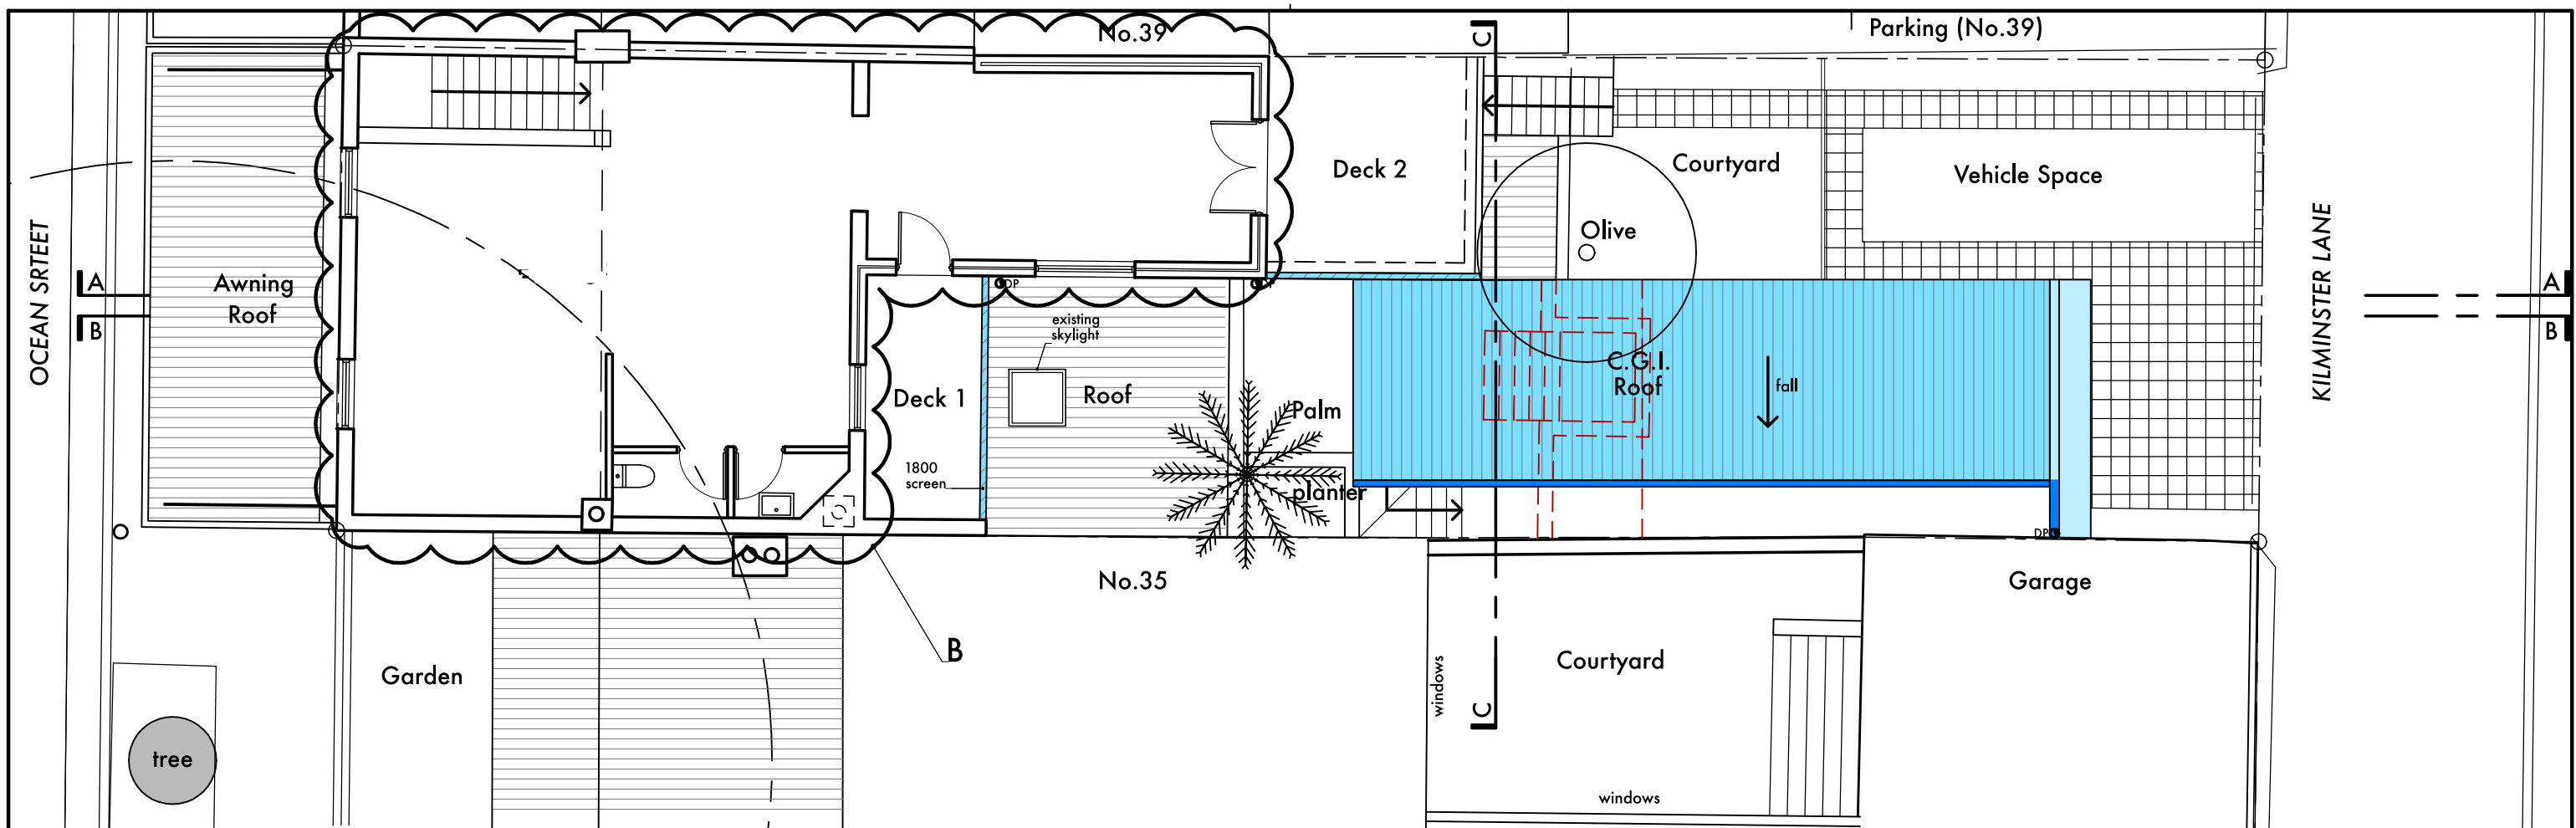 No.39
C
Parking (No.39)
Deck 2
Courtyard
Vehicle Space
Olive
OCEAN SRTEET
KILMINSTER LANE
A
B
Awning
Roof
DP
existing
skylight
A
B
C.G.I.
Roof
fall
Deck 1
Roof
Palm
1800
screen
planter
DP
No.35
Garage
B
Garden
Courtyard
windows
C
tree
windows